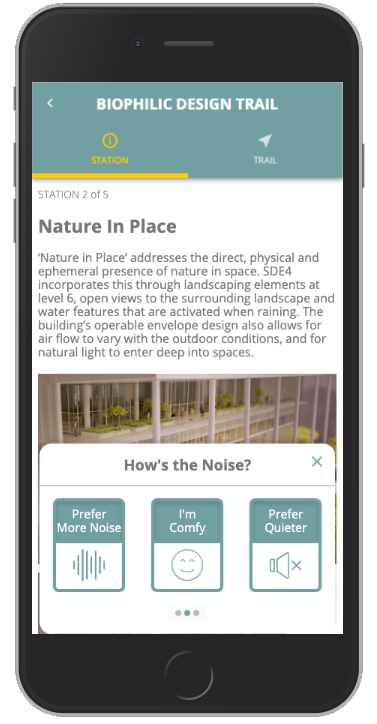 BIOPHILIC DESIGN TRAIL
STATION
TRAIL
STATION 2 of 5
Nature In Place
‘Nature in Place’ addresses the direct, physical and
ephemeral presence of nature in space. SDE4
incorporates this through landscaping elements at
level 6, open views to the surrounding landscape and
water features that are activated when raining. The
building’s operable envelope design also allows for
air flow to vary with the outdoor conditions, and for
natural light to enter deep into spaces.
How's the Noise?
Prefer
More Noise
I'm
Comfy
Prefer
Quieter